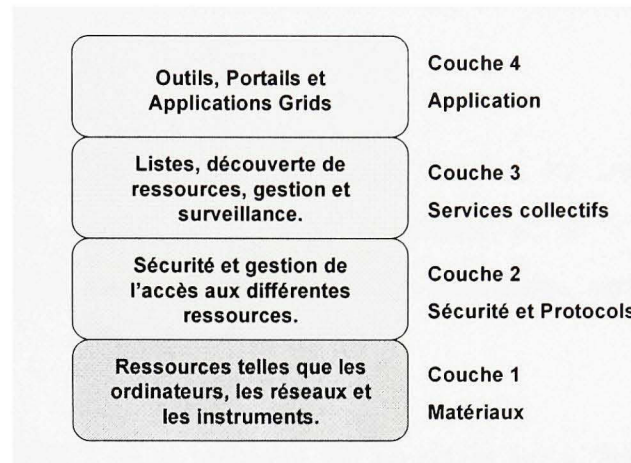 Outils, Portails et
Applications Grids
Couche 4
Application
Listes, découverte de
ressources, gestion et
surveillance.
Couche 3
Services collectifs
Sécurité et gestion de
l'accès aux différentes
ressources.
Couche 2
Sécurité et Protocols
Ressources telles que les
ordinateurs, les réseaux et
les instruments.
Couche 1
Matériaux